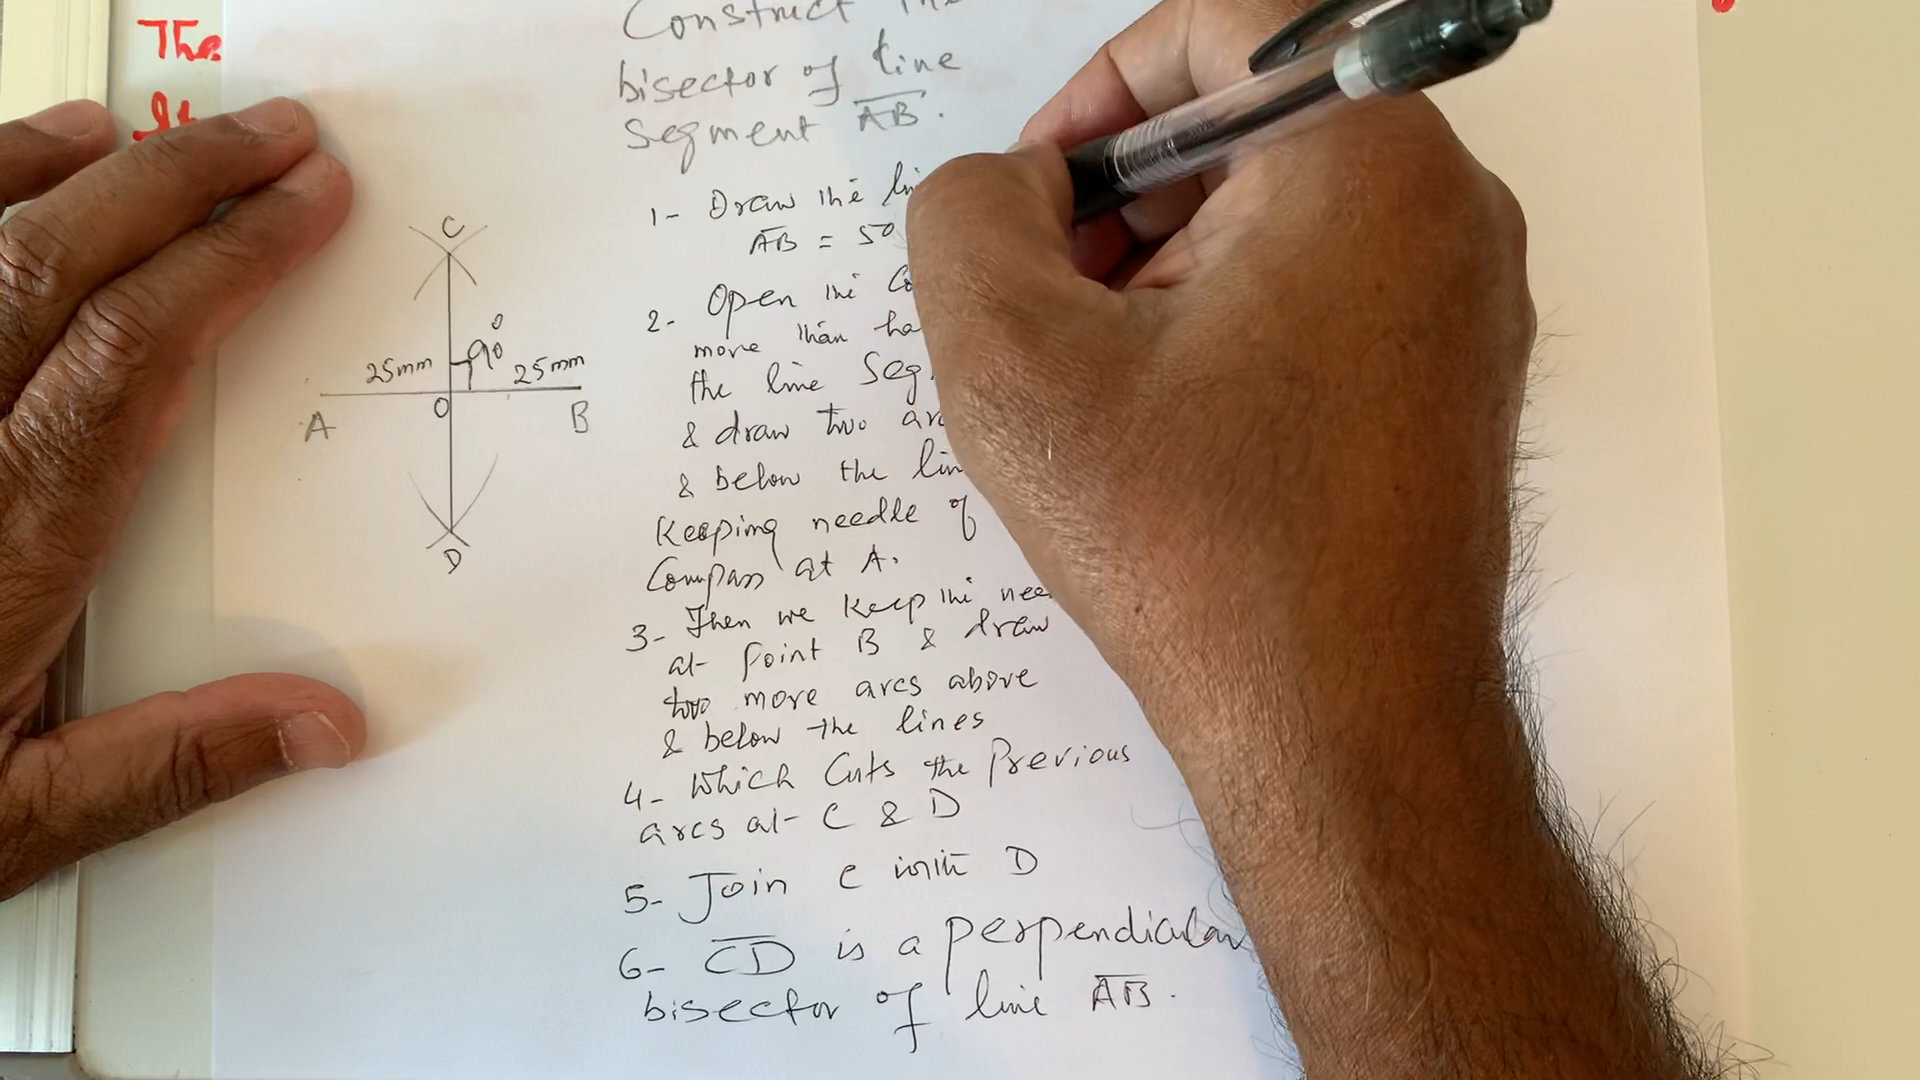 The
Construct
bisector of line
segment AB.
1- Draw the
AB = 50
2- Open the
more than
the line
& draw two
& below the
Keeping needle of
Compass at A.
3- Then we Keep the
at point B & draw
two more arcs above
& below the lines
4- Which Cuts the Previous
arcs at C & D
5- Join C with D
6- CD is a perpendicular
bisector of line AB.
C
90°
25mm
25mm
A
O
B
D